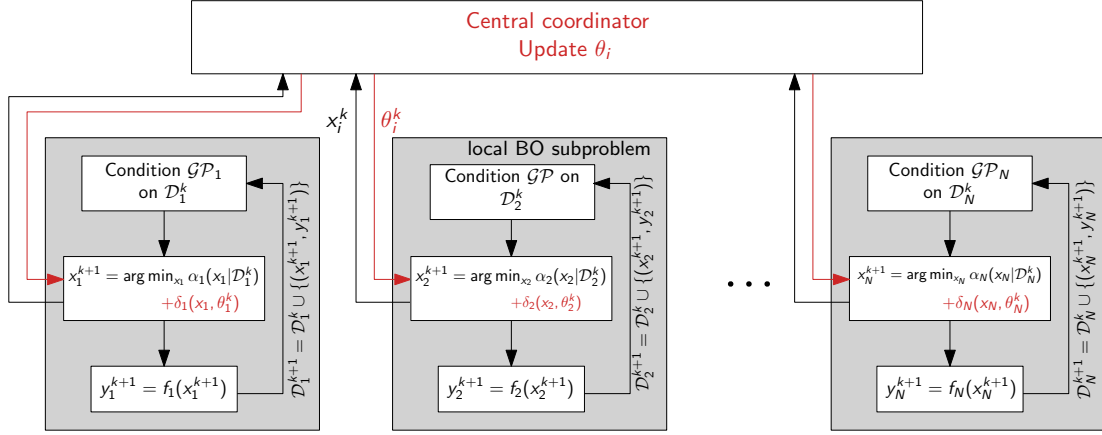 Central coordinator
Update θ_i
x_i^k
θ_i^k
Condition 𝒢𝒫_1
on 𝒟_1^k
x_1^{k+1} = arg min_{x_1} α_1(x_1|𝒟_1^k)
+δ_1(x_1, θ_1^k)
y_1^{k+1} = f_1(x_1^{k+1})
𝒟_1^{k+1} = 𝒟_1^k ∪ {(x_1^{k+1}, y_1^{k+1})}
local BO subproblem
Condition 𝒢𝒫 on
𝒟_2^k
x_2^{k+1} = arg min_{x_2} α_2(x_2|𝒟_2^k)
+δ_2(x_2, θ_2^k)
y_2^{k+1} = f_2(x_2^{k+1})
𝒟_2^{k+1} = 𝒟_2^k ∪ {(x_2^{k+1}, y_2^{k+1})}
• • •
Condition 𝒢𝒫_N
on 𝒟_N^k
x_N^{k+1} = arg min_{x_N} α_N(x_N|𝒟_N^k)
+δ_N(x_N, θ_N^k)
y_N^{k+1} = f_N(x_N^{k+1})
𝒟_N^{k+1} = 𝒟_N^k ∪ {(x_N^{k+1}, y_N^{k+1})}